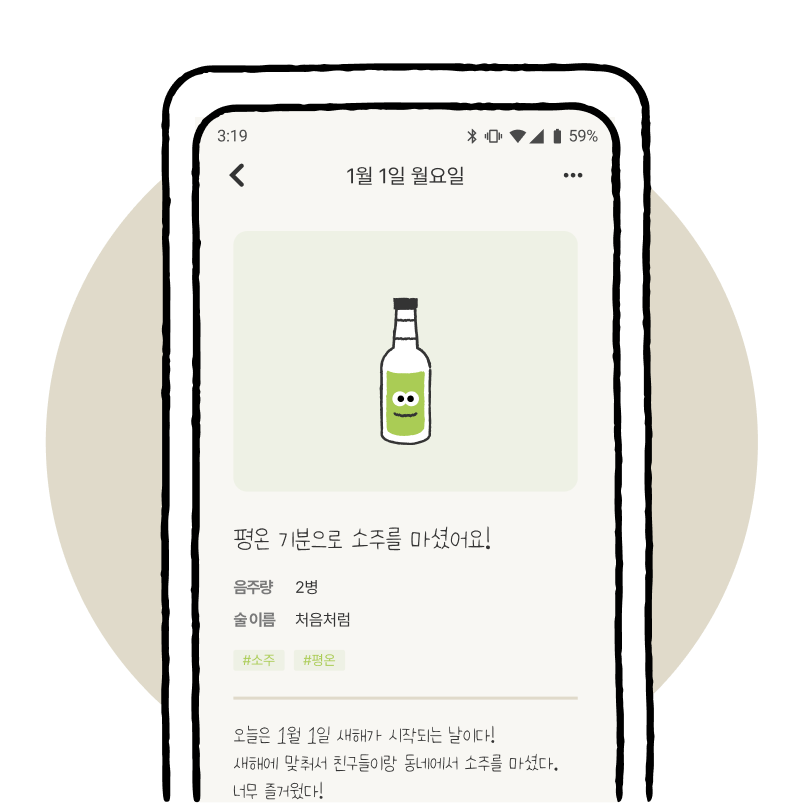 3:19 59%
1월 1일 월요일
평온 기분으로 소주를 마셨어요!
음주량 2병
술 이름 처음처럼
#소주 #평온
오늘은 1월 1일 새해가 시작되는 날이다!
새해에 맞춰서 친구들이랑 동네에서 소주를 마셨다.
너무 즐거웠다!